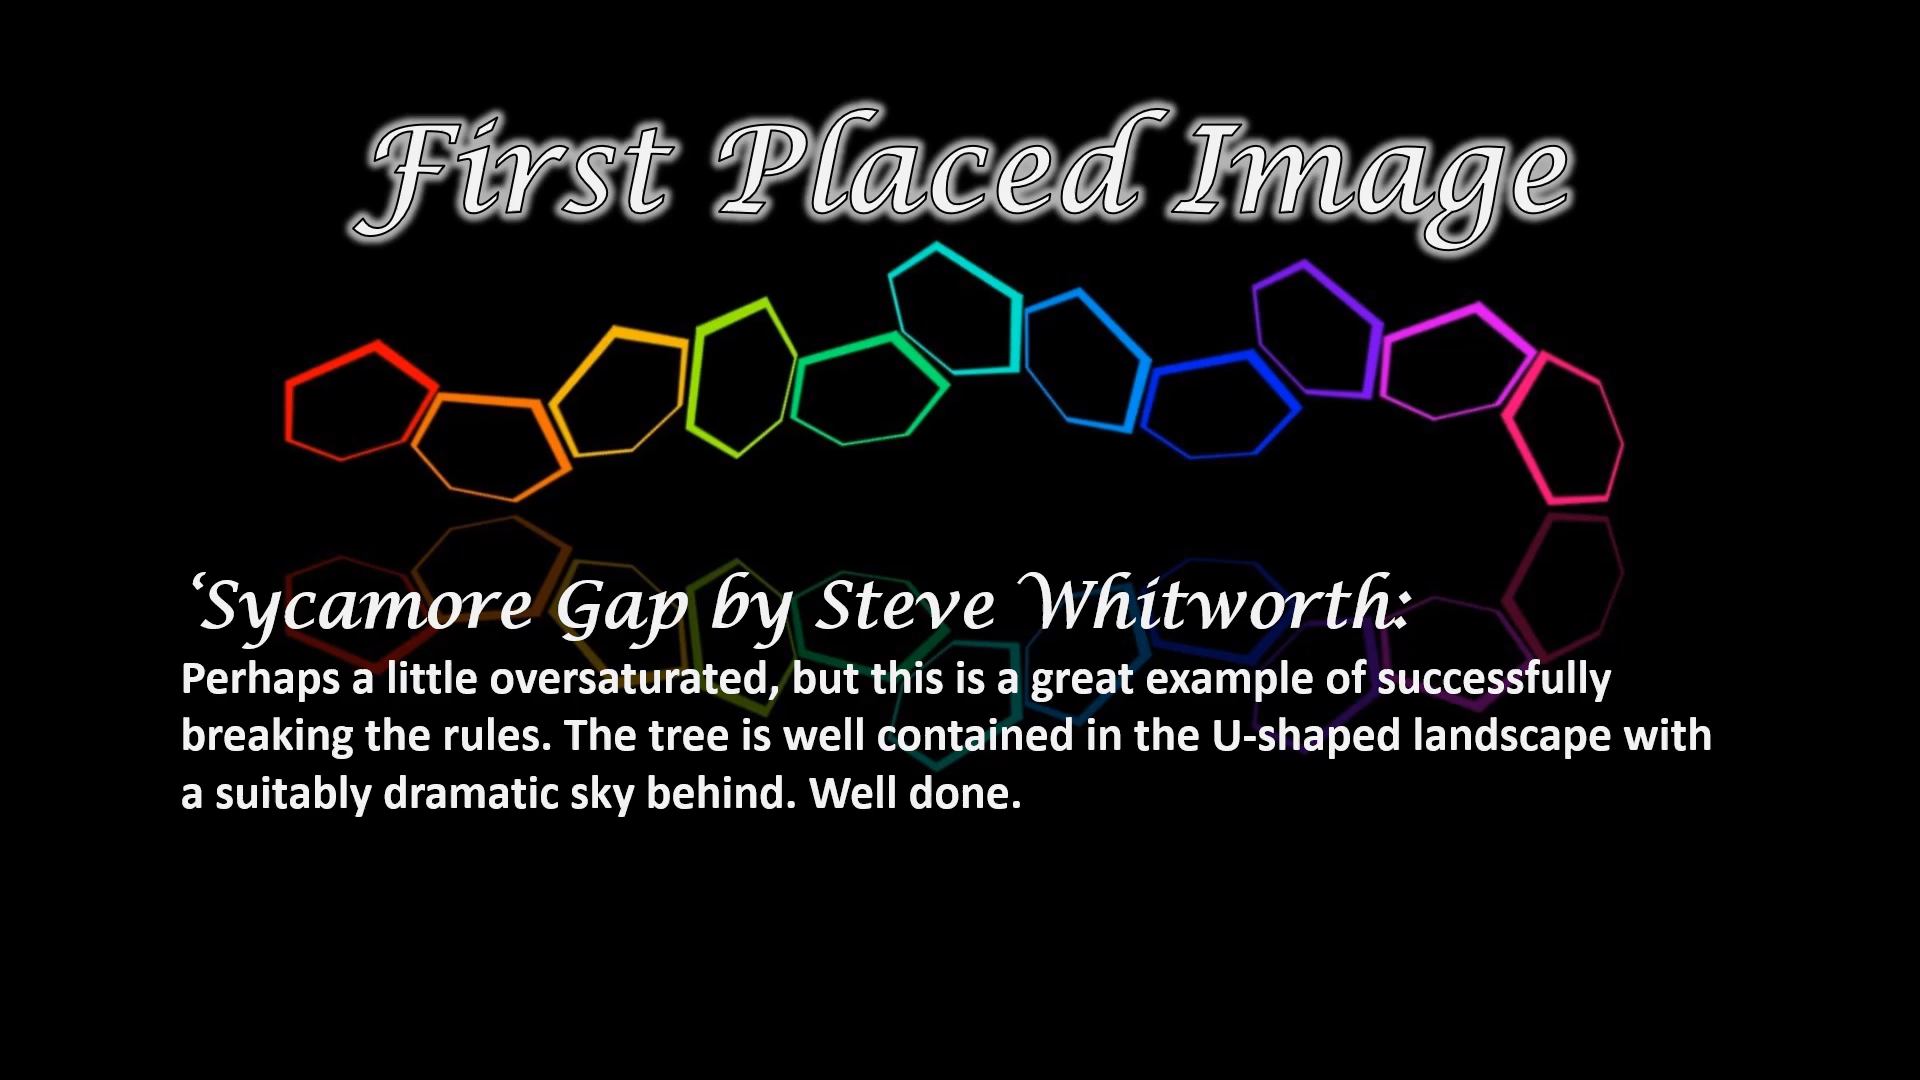 First Placed Image
‘Sycamore Gap by Steve Whitworth:
Perhaps a little oversaturated, but this is a great example of successfully
breaking the rules. The tree is well contained in the U-shaped landscape with
a suitably dramatic sky behind. Well done.